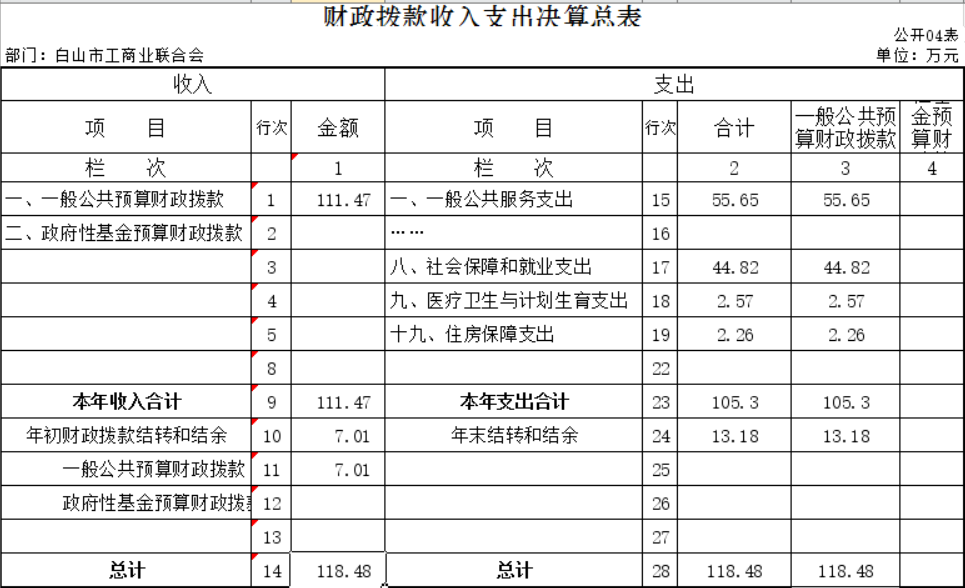 财政拨款收入支出决算总表
公开04表
部门：白山市工商业联合会 单位：万元
收入 支出
项 目 行次 金额 项 目 行次 合计 一般公共预算财政拨款 金预算财
栏 次 1 栏 次 2 3 4
一、一般公共预算财政拨款 1 111.47 一、一般公共服务支出 15 55.65 55.65
二、政府性基金预算财政拨款 2 …… 16
3 八、社会保障和就业支出 17 44.82 44.82
4 九、医疗卫生与计划生育支出 18 2.57 2.57
5 十九、住房保障支出 19 2.26 2.26
8 22
本年收入合计 9 111.47 本年支出合计 23 105.3 105.3
年初财政拨款结转和结余 10 7.01 年末结转和结余 24 13.18 13.18
一般公共预算财政拨款 11 7.01 25
政府性基金预算财政拨 12 26
13 27
总计 14 118.48 总计 28 118.48 118.48